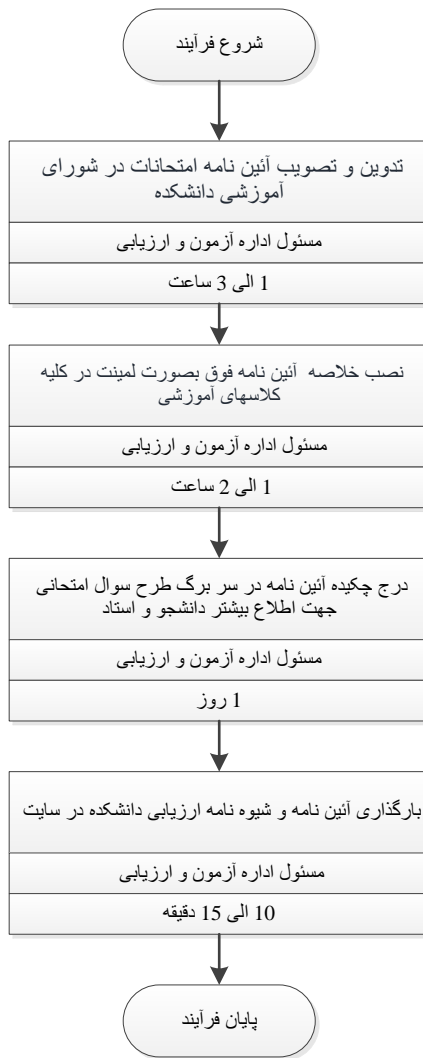 شروع فرآیند
تدوین و تصویب آئین نامه امتحانات در شورای
آموزشی دانشکده
مسئول اداره آزمون و ارزیابی
1 الی 3 ساعت
نصب خلاصه آئین نامه فوق بصورت لمینت در کلیه
کلاسهای آموزشی
مسئول اداره آزمون و ارزیابی
1 الی 2 ساعت
درج چکیده آئین نامه در سر برگ طرح سوال امتحانی
جهت اطلاع بیشتر دانشجو و استاد
مسئول اداره آزمون و ارزیابی
1 روز
بارگذاری آئین نامه و شیوه نامه ارزیابی دانشکده در سایت
مسئول اداره آزمون و ارزیابی
10 الی 15 دقیقه
پایان فرآیند